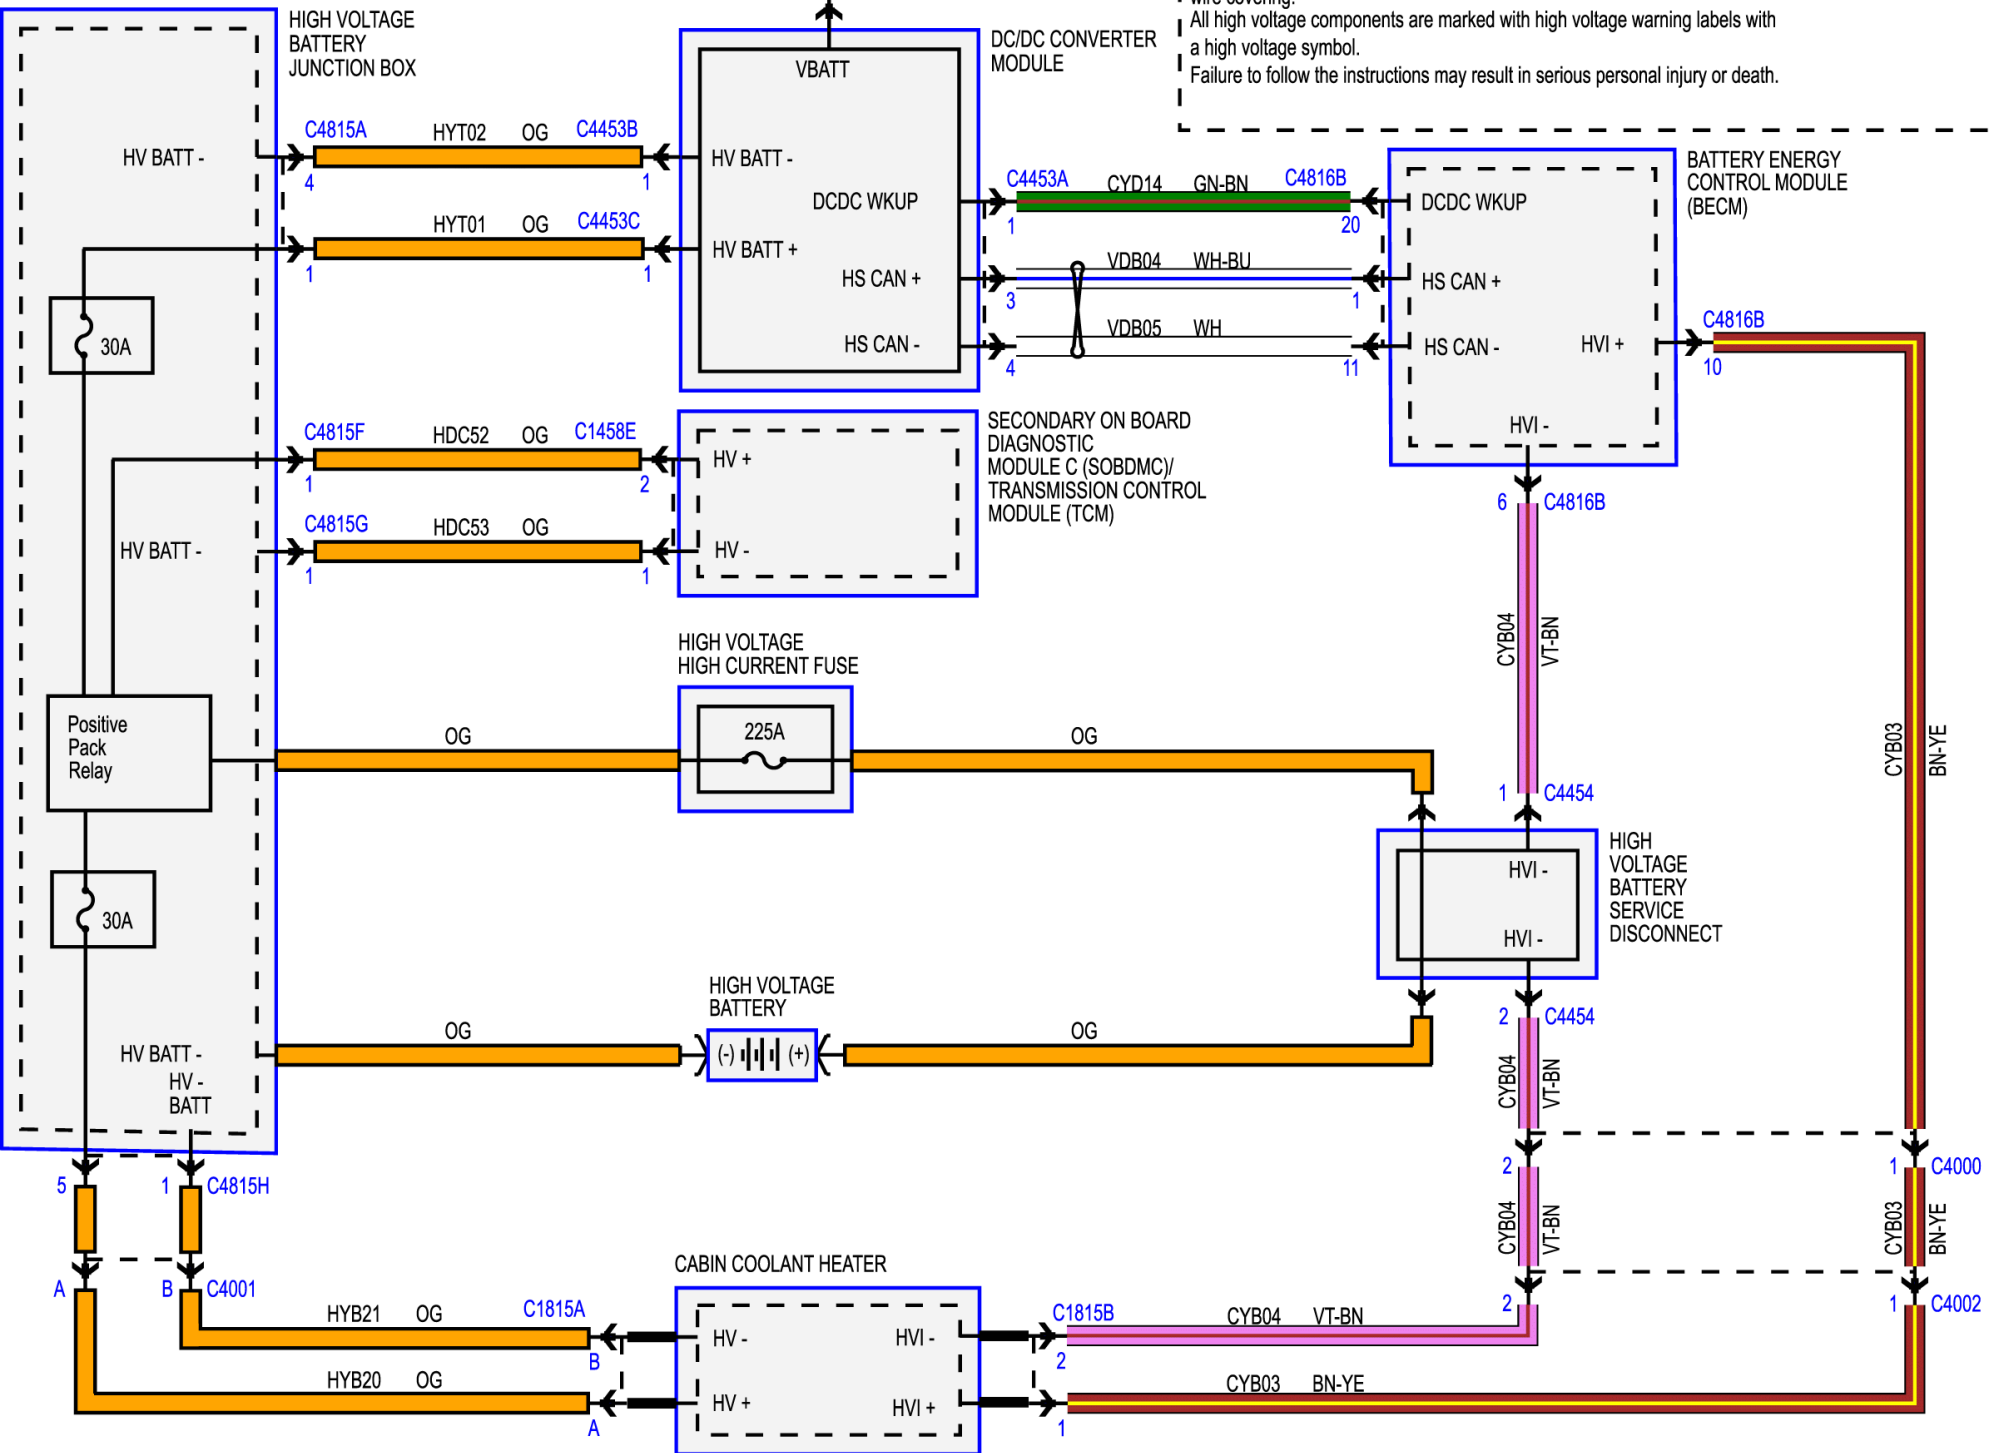 HIGH VOLTAGE
BATTERY
JUNCTION BOX
HV BATT -
C4815A
HYT02 OG
C4453B
4
1
HYT01 OG
C4453C
1
1
30A
C4815F
HDC52 OG
C1458E
1
2
C4815G
HDC53 OG
HV BATT -
1
1
Positive
Pack
Relay
30A
HV BATT -
HV -
BATT
VBATT
DC/DC CONVERTER
MODULE
HV BATT -
DCDC WKUP
HV BATT +
HS CAN +
HS CAN -
wire covering.
All high voltage components are marked with high voltage warning labels with
a high voltage symbol.
Failure to follow the instructions may result in serious personal injury or death.
C4453A
CYD14 GN-BN
C4816B
1
20
VDB04 WH-BU
3
1
VDB05 WH
4
11
BATTERY ENERGY
CONTROL MODULE
(BECM)
DCDC WKUP
HS CAN +
HS CAN -
HVI +
HVI -
C4816B
10
6
C4816B
SECONDARY ON BOARD
DIAGNOSTIC
MODULE C (SOBDMC)/
TRANSMISSION CONTROL
MODULE (TCM)
HV +
HV -
HIGH VOLTAGE
HIGH CURRENT FUSE
225A
OG
OG
CYB04
VT-BN
CYB03
BN-YE
1
C4454
HIGH
VOLTAGE
BATTERY
SERVICE
DISCONNECT
HVI -
HVI -
HIGH VOLTAGE
BATTERY
(-)
(+)
OG
OG
2
C4454
CYB04
VT-BN
2
1
C4000
CYB04
VT-BN
CYB03
BN-YE
2
1
C4002
5
1
C4815H
A
B
C4001
HYB21 OG
C1815A
B
HYB20 OG
A
CABIN COOLANT HEATER
HV -
HVI -
HV +
HVI +
C1815B
CYB04 VT-BN
2
CYB03 BN-YE
1